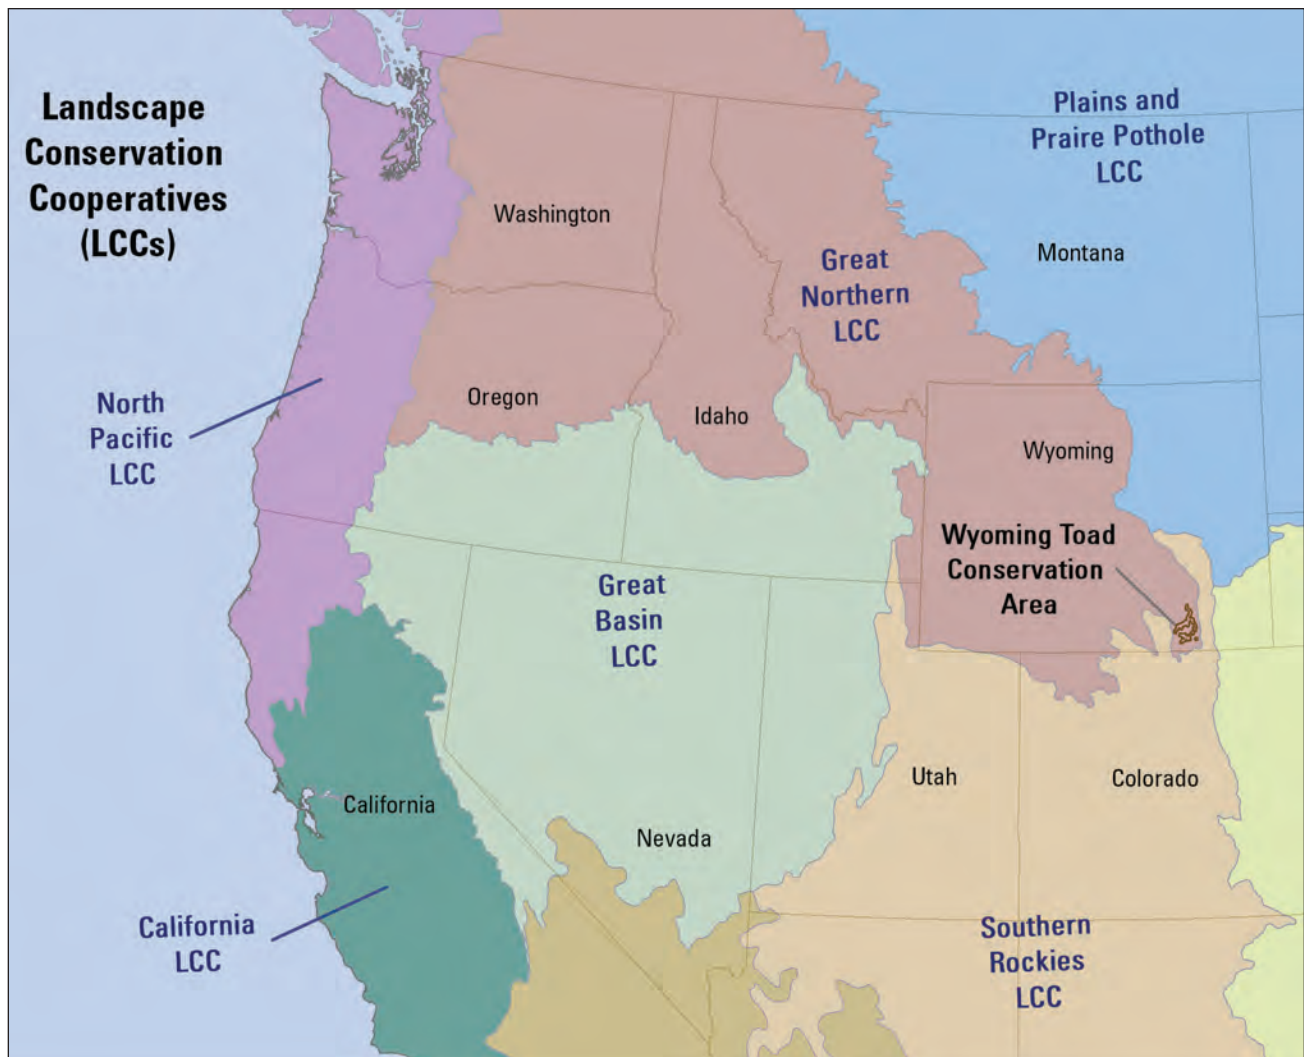 Landscape
Conservation
Cooperatives
(LCCs)
Plains and
Praire Pothole
LCC
Washington
Montana
Great
Northern
LCC
North
Pacific
LCC
Oregon
Idaho
Wyoming
Wyoming Toad
Conservation
Area
Great
Basin
LCC
Utah
Colorado
California
Nevada
California
LCC
Southern
Rockies
LCC